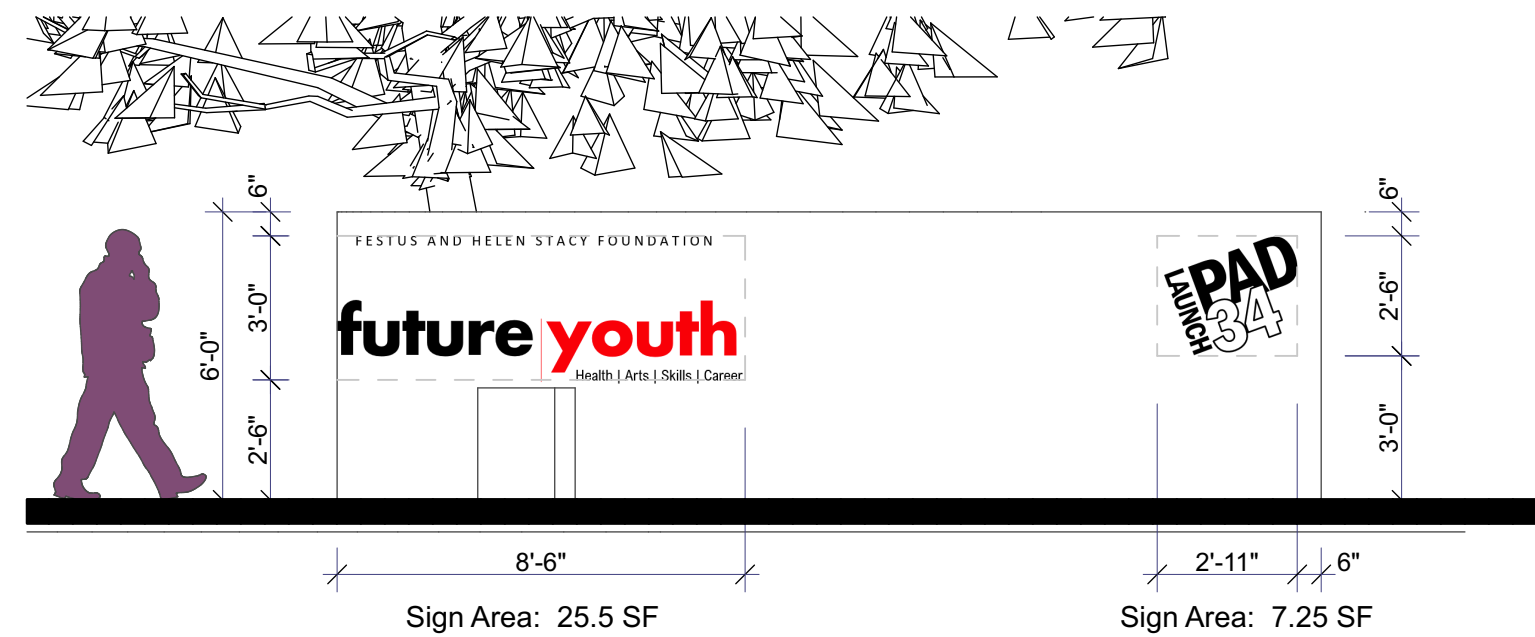 6"
6"
FESTUS AND HELEN STACY FOUNDATION
PAD
LAUNCH
34
3'-0"
2'-6"
future youth
6'-0"
Health | Arts | Skills | Career
2'-6"
3'-0"
8'-6"
2'-11"
6"
Sign Area: 25.5 SF
Sign Area: 7.25 SF